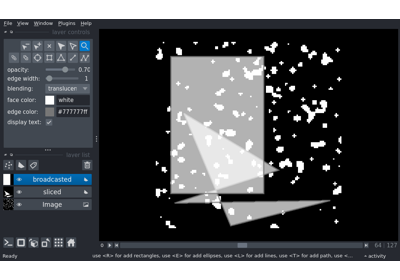 File View Window Plugins Help
layer controls
opacity: 0.70
edge width: 1
blending: translucen
face color: white
edge color: #777777ff
display text:
layer list
broadcasted
sliced
Image
64 127
Ready use <R> for add rectangles, use <E> for add ellipses, use <L> for add lines, use <T> for add path, use <... activity